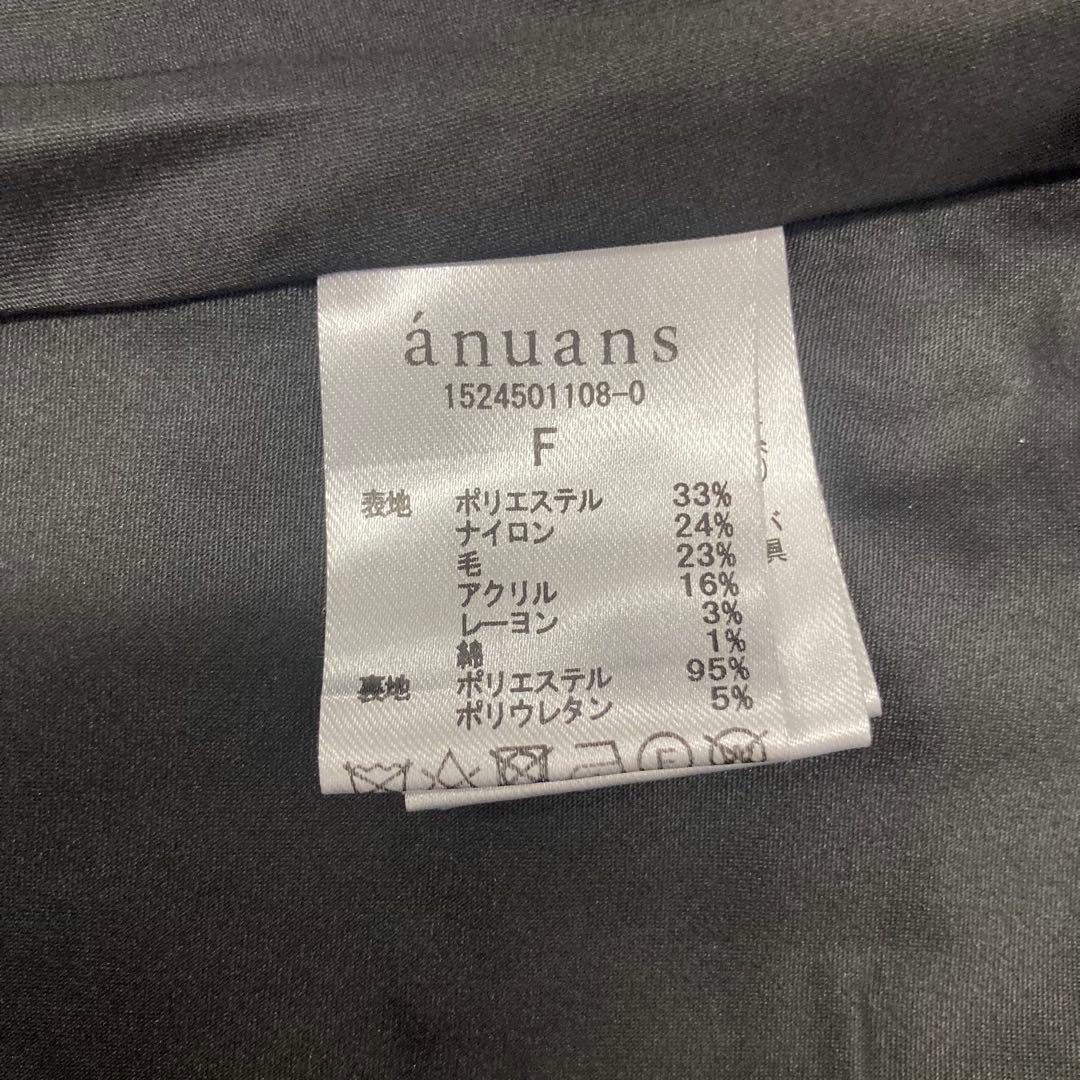 ánuans
1524501108-0
F
表地 ポリエステル 33%
ナイロン 24%
毛 23%
アクリル 16%
レーヨン 3%
綿 1%
裏地 ポリエステル 95%
ポリウレタン 5%